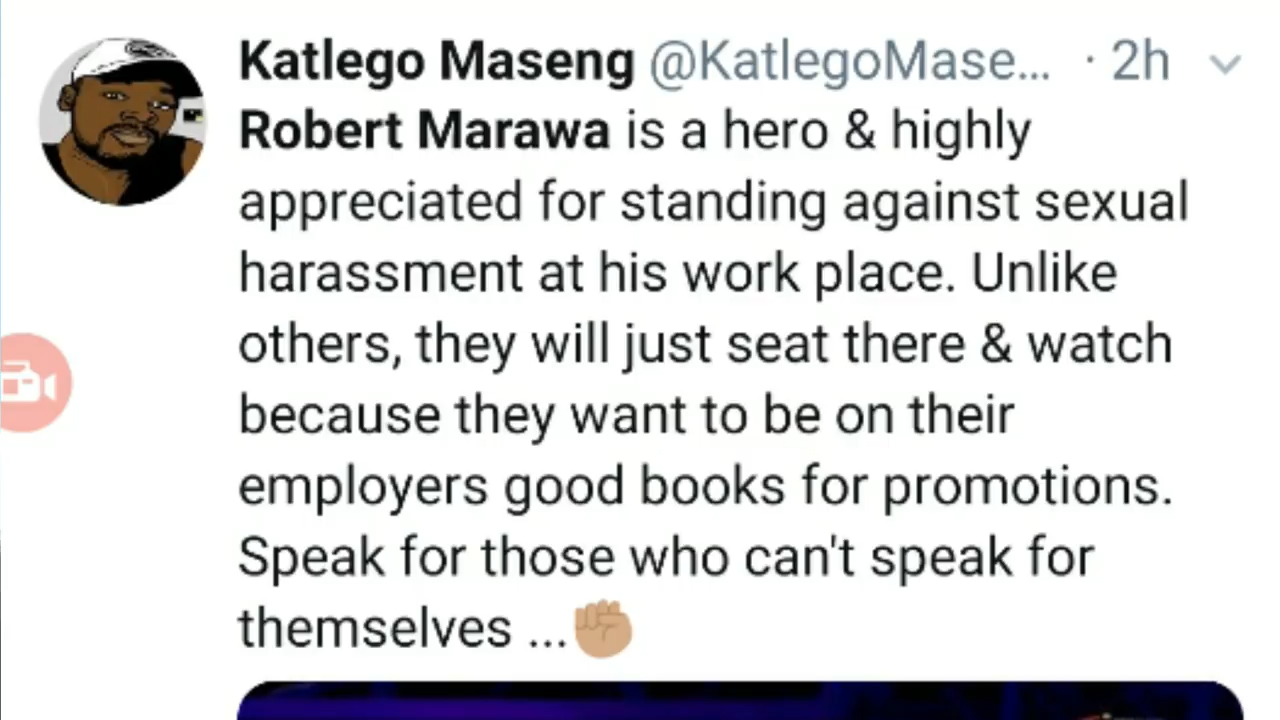 Katlego Maseng @KatlegoMase... · 2h
Robert Marawa is a hero & highly
appreciated for standing against sexual
harassment at his work place. Unlike
others, they will just seat there & watch
because they want to be on their
employers good books for promotions.
Speak for those who can't speak for
themselves ...✊🏽